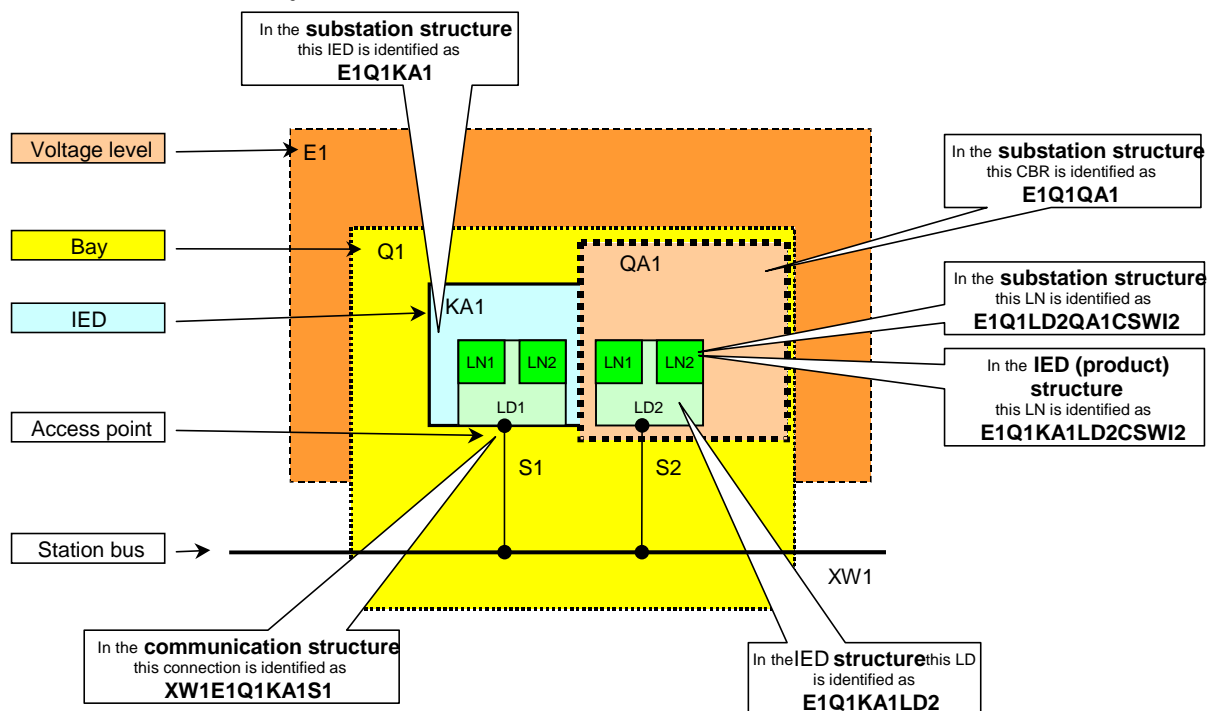 In the substation structure
this IED is identified as
E1Q1KA1
Voltage level
E1
In the substation structure
this CBR is identified as
E1Q1QA1
Bay
Q1
QA1
In the substation structure
this LN is identified as
E1Q1LD2QA1CSWI2
IED
KA1
LN1
LN2
LN1
LN2
In the IED (product)
structure
this LN is identified as
E1Q1KA1LD2CSWI2
LD1
LD2
Access point
S1
S2
Station bus
XW1
In the communication structure
this connection is identified as
XW1E1Q1KA1S1
In the IED structure this LD
is identified as
E1Q1KA1LD2